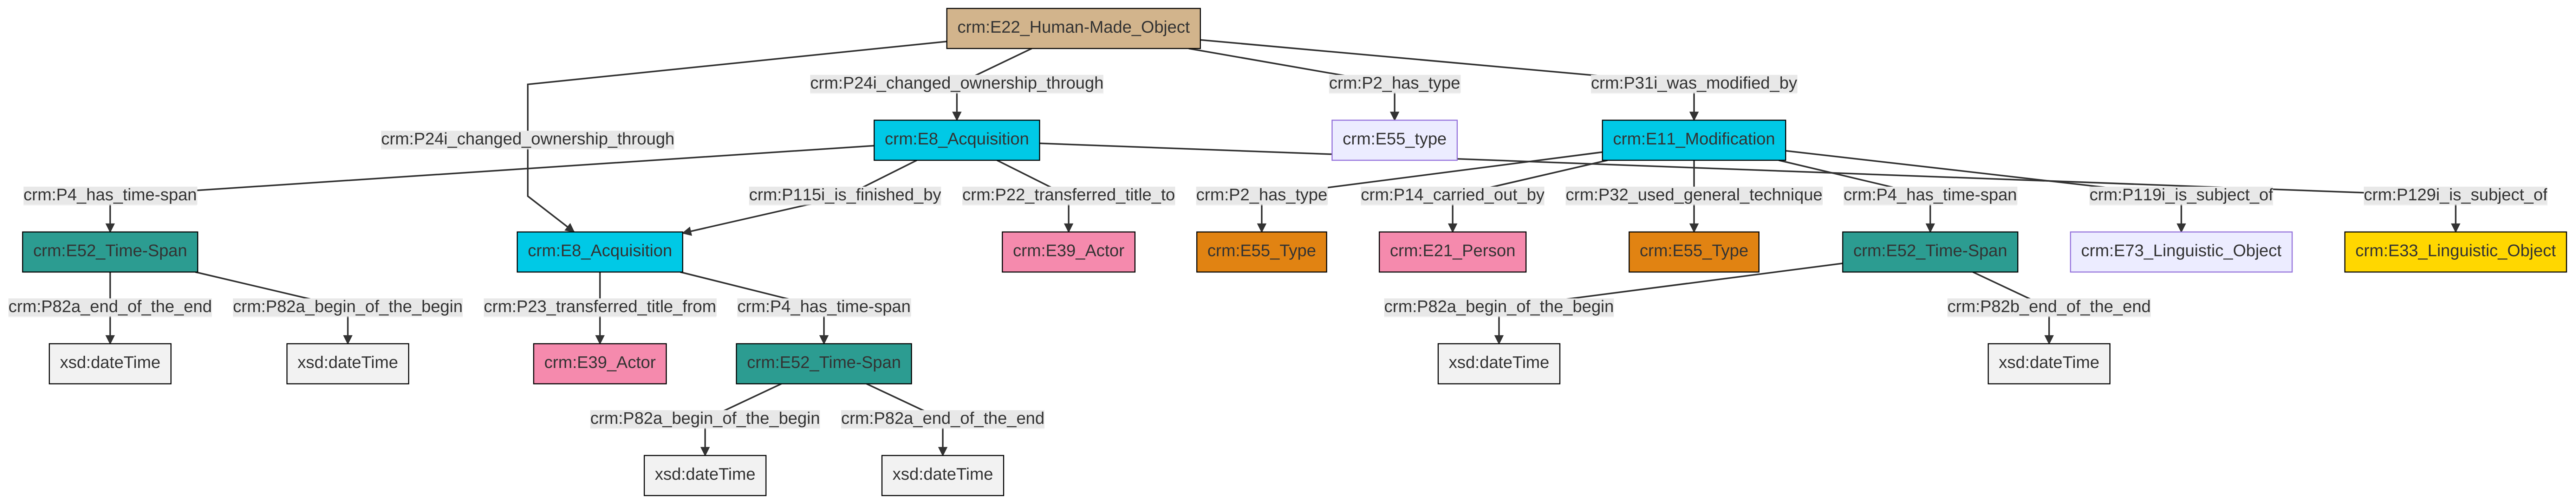 crm:E22_Human-Made_Object
crm:P24i_changed_ownership_through
crm:P2_has_type
crm:P31i_was_modified_by
crm:P24i_changed_ownership_through
crm:E8_Acquisition
crm:E55_type
crm:E11_Modification
crm:P4_has_time-span
crm:P115i_is_finished_by
crm:P22_transferred_title_to
crm:P2_has_type
crm:P14_carried_out_by
crm:P32_used_general_technique
crm:P4_has_time-span
crm:P119i_is_subject_of
crm:P129i_is_subject_of
crm:E52_Time-Span
crm:E8_Acquisition
crm:E39_Actor
crm:E55_Type
crm:E21_Person
crm:E55_Type
crm:E52_Time-Span
crm:E73_Linguistic_Object
crm:E33_Linguistic_Object
crm:P82a_end_of_the_end
crm:P82a_begin_of_the_begin
crm:P23_transferred_title_from
crm:P4_has_time-span
crm:P82a_begin_of_the_begin
crm:P82b_end_of_the_end
xsd:dateTime
xsd:dateTime
crm:E39_Actor
crm:E52_Time-Span
xsd:dateTime
xsd:dateTime
crm:P82a_begin_of_the_begin
crm:P82a_end_of_the_end
xsd:dateTime
xsd:dateTime